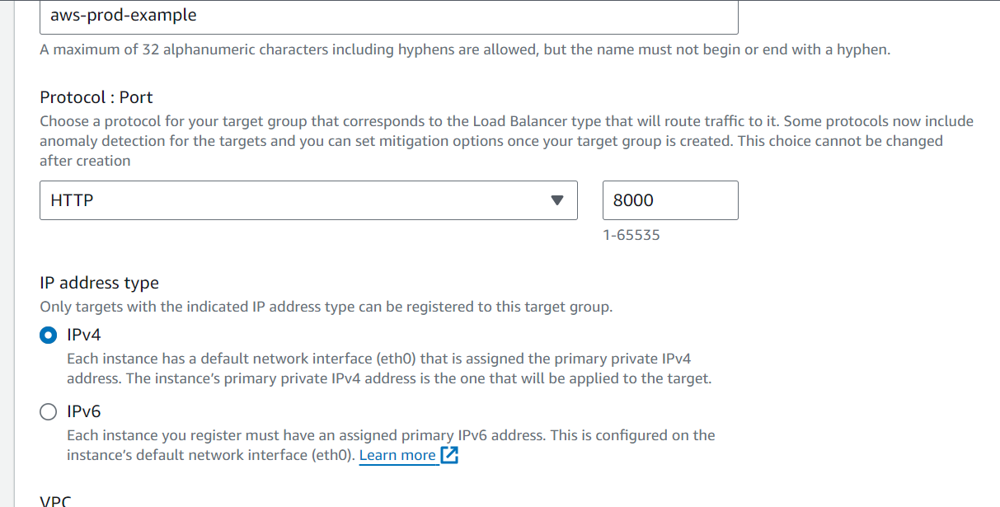 aws-prod-example
A maximum of 32 alphanumeric characters including hyphens are allowed, but the name must not begin or end with a hyphen.
Protocol : Port
Choose a protocol for your target group that corresponds to the Load Balancer type that will route traffic to it. Some protocols now include
anomaly detection for the targets and you can set mitigation options once your target group is created. This choice cannot be changed
after creation
HTTP
8000
1-65535
IP address type
Only targets with the indicated IP address type can be registered to this target group.
IPv4
Each instance has a default network interface (eth0) that is assigned the primary private IPv4
address. The instance’s primary private IPv4 address is the one that will be applied to the target.
IPv6
Each instance you register must have an assigned primary IPv6 address. This is configured on the
instance’s default network interface (eth0). Learn more
VPC